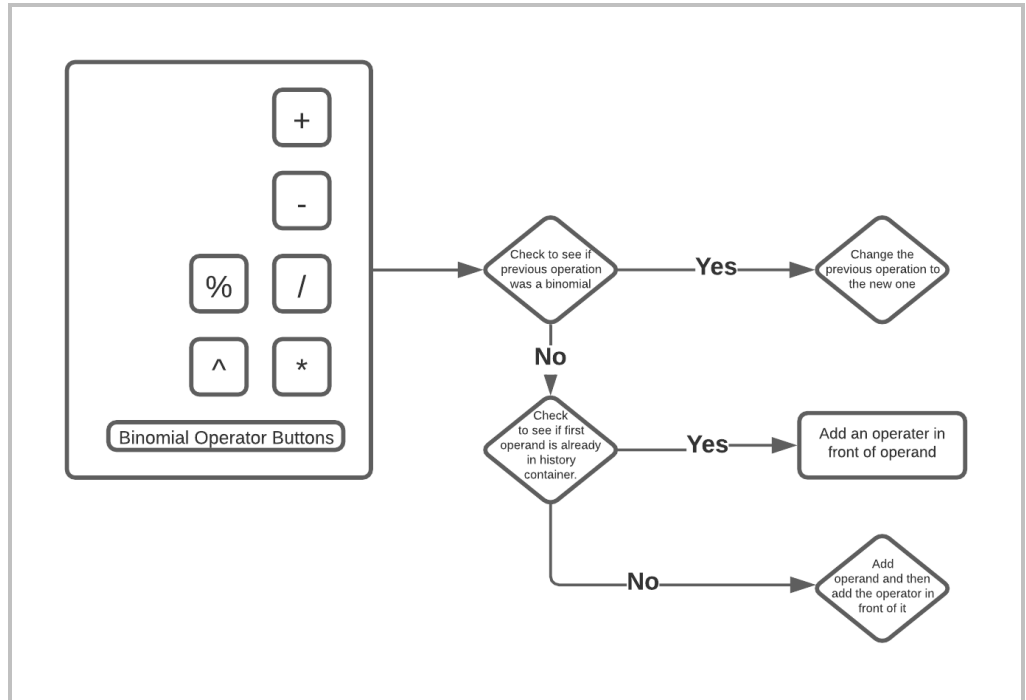 +
-
%
/
^
*
Binomial Operator Buttons
Check to see if
previous operation
was a binomial
Yes
Change the
previous operation to
the new one
No
Check
to see if first
operand is already
in history
container.
Yes
Add an operater in
front of operand
No
Add
operand and then
add the operator in
front of it